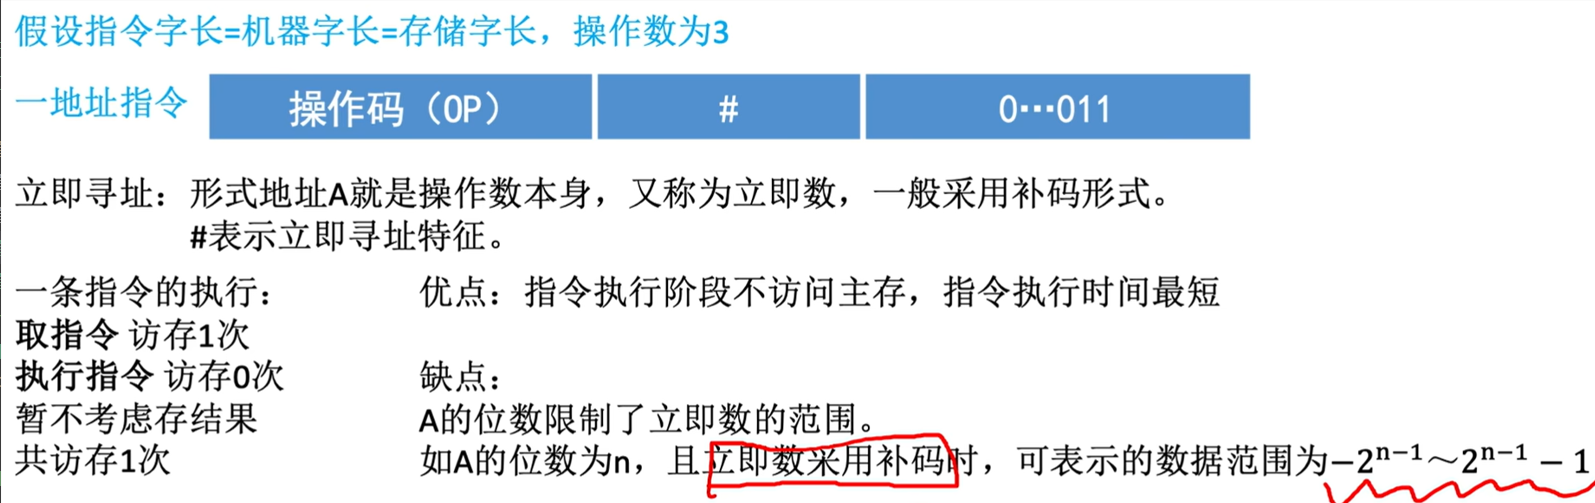 假设指令字长=机器字长=存储字长，操作数为3
一地址指令 操作码（OP） # 0···011
立即寻址：形式地址A就是操作数本身，又称为立即数，一般采用补码形式。
#表示立即寻址特征。
一条指令的执行： 优点：指令执行阶段不访问主存，指令执行时间最短
取指令 访存1次
执行指令 访存0次 缺点：
暂不考虑存结果 A的位数限制了立即数的范围。
共访存1次 如A的位数为n，且立即数采用补码时，可表示的数据范围为−2ⁿ⁻¹～2ⁿ⁻¹ − 1